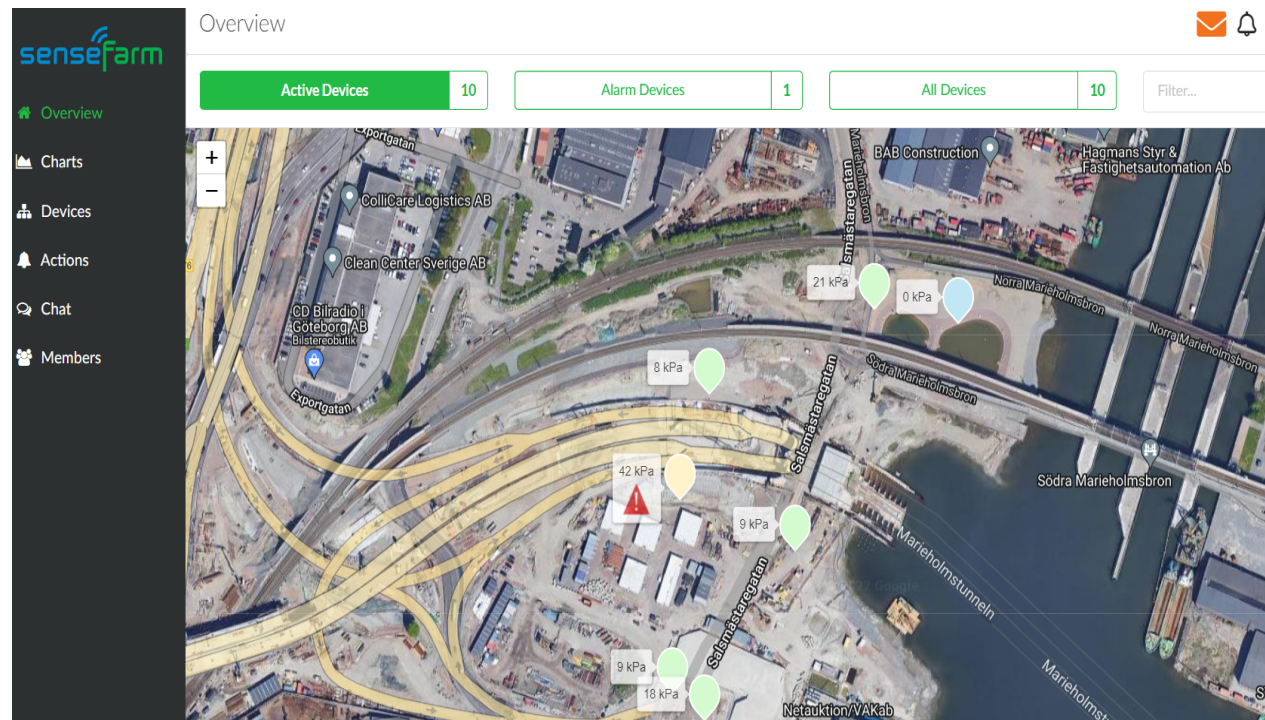 Overview
sensefarm
Active Devices 10
Alarm Devices 1
All Devices 10
Filter...
Overview
Charts
Devices
Actions
Chat
Members
+
−
Exportgatan
ColliCare Logistics AB
Clean Center Sverige AB
CD Bilradio i
Göteborg AB
Bilstereobutik
Exportgatan
BAB Construction
Hagmans Styr &
Fastighetsautomation Ab
Marieholmsbron
Salsmästaregatan
21 kPa
0 kPa
Norra Marieholmsbron
Norra Marieholmsbron
8 kPa
Södra Marieholmsbron
Salsmästaregatan
42 kPa
Södra Marieholmsbron
9 kPa
Marieholmstunneln
Google
Salsmästaregatan
9 kPa
18 kPa
Netauktion/VAKab